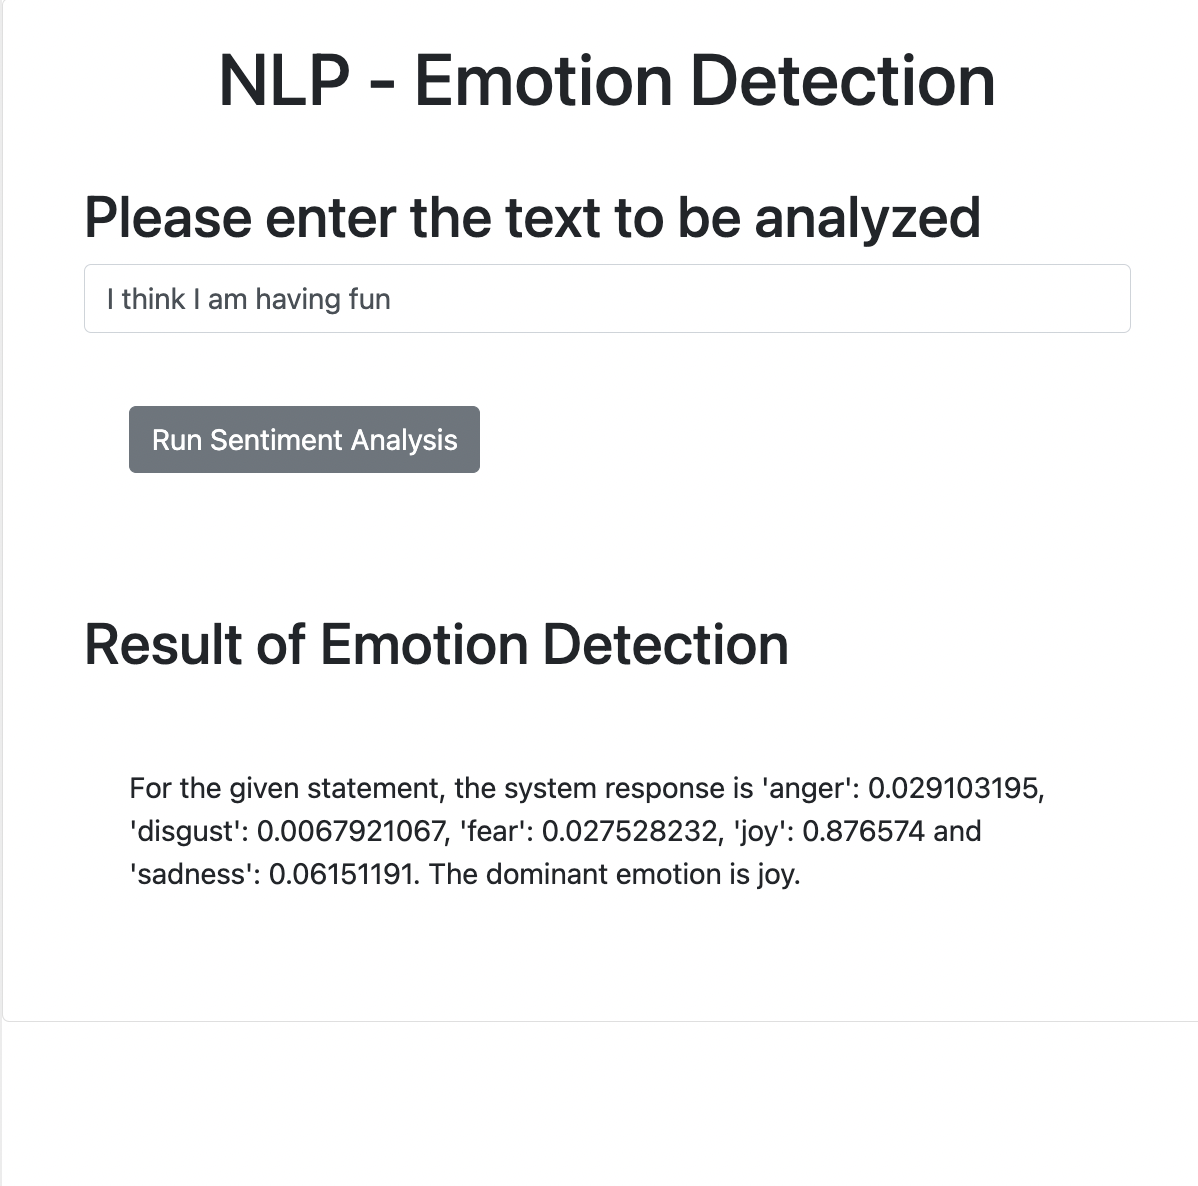 NLP - Emotion Detection
Please enter the text to be analyzed
I think I am having fun
Run Sentiment Analysis
Result of Emotion Detection
For the given statement, the system response is 'anger': 0.029103195,
'disgust': 0.0067921067, 'fear': 0.027528232, 'joy': 0.876574 and
'sadness': 0.06151191. The dominant emotion is joy.